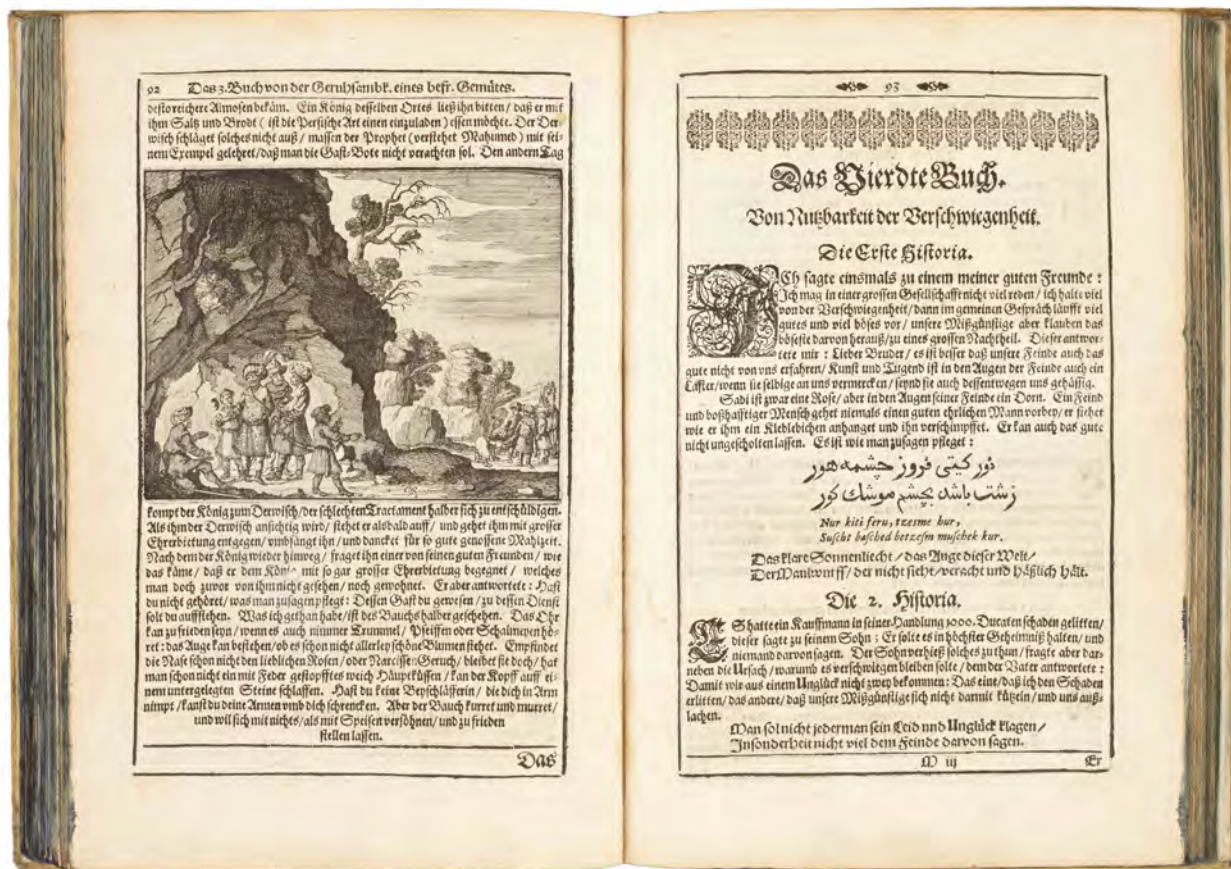 92 Das 3. Buch von der Geruhsambk. eines befr. Gemütes.
desto reichere Almosen bekäm. Ein König desselben Ortes ließ ihn bitten / daß er mit
ihm Saltz und Brodt ( ist die Persische Art einen einzuladen ) essen möchte. Der Der-
wisch schläget solches nicht auß / massen der Prophet (verstehet Mahumed) mit sei-
nem Exempel gelehret / daß man die Gast-Bote nicht verachten sol. Den andern Tag
kompt der König zum Derwisch / der schlechten Tractament halber sich zu entschüldigen.
Als ihm der Derwisch ansichtig wird / stehet er alsbald auff / und gehet ihm mit grosser
Ehrerbietung entgegen / umbfängt ihn / und dancket für so gute genossene Mahlzeit.
Nach dem der König wieder hinweg / fraget ihn einer von seinen guten Freunden / wie
das käme / daß er dem König mit so gar grosser Ehrerbietung begegnet / welches
man doch zuvor von ihm nicht gesehen / noch gewohnet. Er aber antwortete : Hast
du nicht gehöret / was man zusagen pflegt : Dessen Gast du gewesen / zu dessen Dienst
solt du auffstehen. Was ich gethan habe / ist des Bauchs halber geschehen. Das Ohr
kan zu frieden seyn / wenn es auch nimmer Trummel / Pfeiffen oder Schalmeyen hö-
ret : das Auge kan bestehen / ob es schon nicht allerley schöne Blumen siehet. Empfindet
die Nase schon nicht den lieblichen Rosen / oder Narcissen Geruch / bleibet sie doch / hat
man schon nicht ein mit Feder gestopfftes weich Häuptküssen / kan der Kopff auff ei-
nem untergelegten Steine schlaffen. Hast du keine Beyschläfferin / die dich in Arm
nimpt / kanst du deine Armen umb dich schrencken. Aber der Bauch kurret und murret /
und wil sich mit nichts / als mit Speisen versöhnen / und zu frieden
stellen lassen.
Das
93
Das Vierdte Buch.
Von Nutzbarkeit der Verschwiegenheit.
Die Erste Historia.
ICh sagte einsmals zu einem meiner guten Freunde :
Ich mag in einer grossen Gesellschafft nicht viel reden / ich halte viel
von der Verschwiegenheit / dann im gemeinen Gespräch läufft viel
gutes und viel böses vor / unsere Mißgünstige aber klauben das
böseste darvon herauß / zu eines grossen Nachtheil. Dieser antwor-
tete mir : Lieber Bruder / es ist besser daß unsere Feinde auch das
gute nicht von uns erfahren / Kunst und Tugend ist in den Augen der Feinde auch ein
Laster / wenn sie selbige an uns vermercken / seynd sie auch dessentwegen uns gehässig.
Sadi ist zwar eine Rose / aber in den Augen seiner Feinde ein Dorn. Ein Feind
und boßhafftiger Mensch gehet niemals einen guten ehrlichen Mann vorbey / er siehet
wie er ihm ein Kleblebichen anhanget und ihn verschimpffet. Er kan auch das gute
nicht ungescholten lassen. Es ist wie man zusagen pfleget :
نور كيتى فروز چشمه هور
زشت باشد بچشم موشك كور
Nur kiti feru, tzesme hur,
Suscht basched betzesm muschek kur.
Das klare Sonnenliecht / das Auge dieser Welt /
Der Maulwurff / der nicht sieht / veracht und häßlich hält.
Die 2. Historia.
ES hatte ein Kauffmann in seiner Handlung 1000. Ducaten schaden gelitten /
dieser sagte zu seinem Sohn ; Er solte es in höchster Geheimniß halten / und
niemand darvon sagen. Der Sohn verhieß solches zu thun / fragte aber dar-
neben die Ursach / warumb es verschwiegen bleiben solte / dem der Vater antwortete :
Damit wir aus einem Unglück nicht zwey bekommen : Das eine / daß ich den Schaden
erlitten / das andere / daß unsere Mißgünstige sich nicht darmit kützeln / und uns auß-
lachen.
Man sol nicht jederman sein Leid und Unglück klagen /
Insonderheit nicht viel dem Feinde darvon sagen.
M iij Er